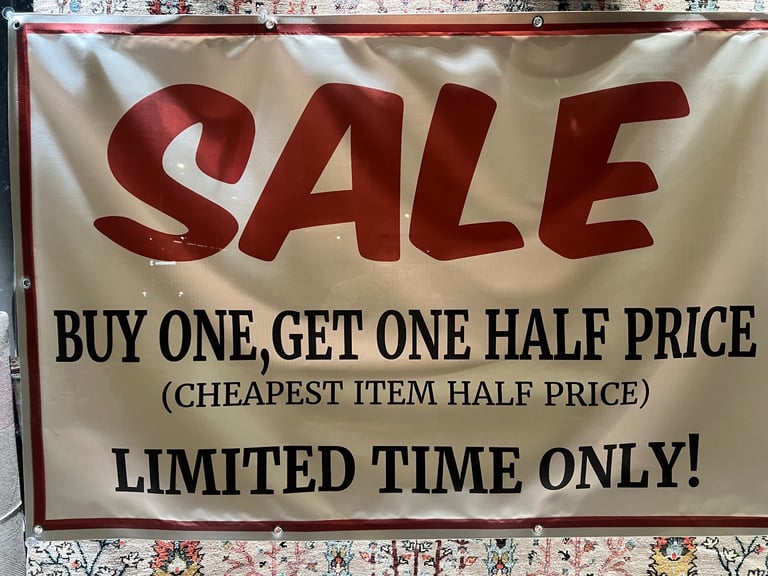 SALE
BUY ONE,GET ONE HALF PRICE
(CHEAPEST ITEM HALF PRICE)
LIMITED TIME ONLY!